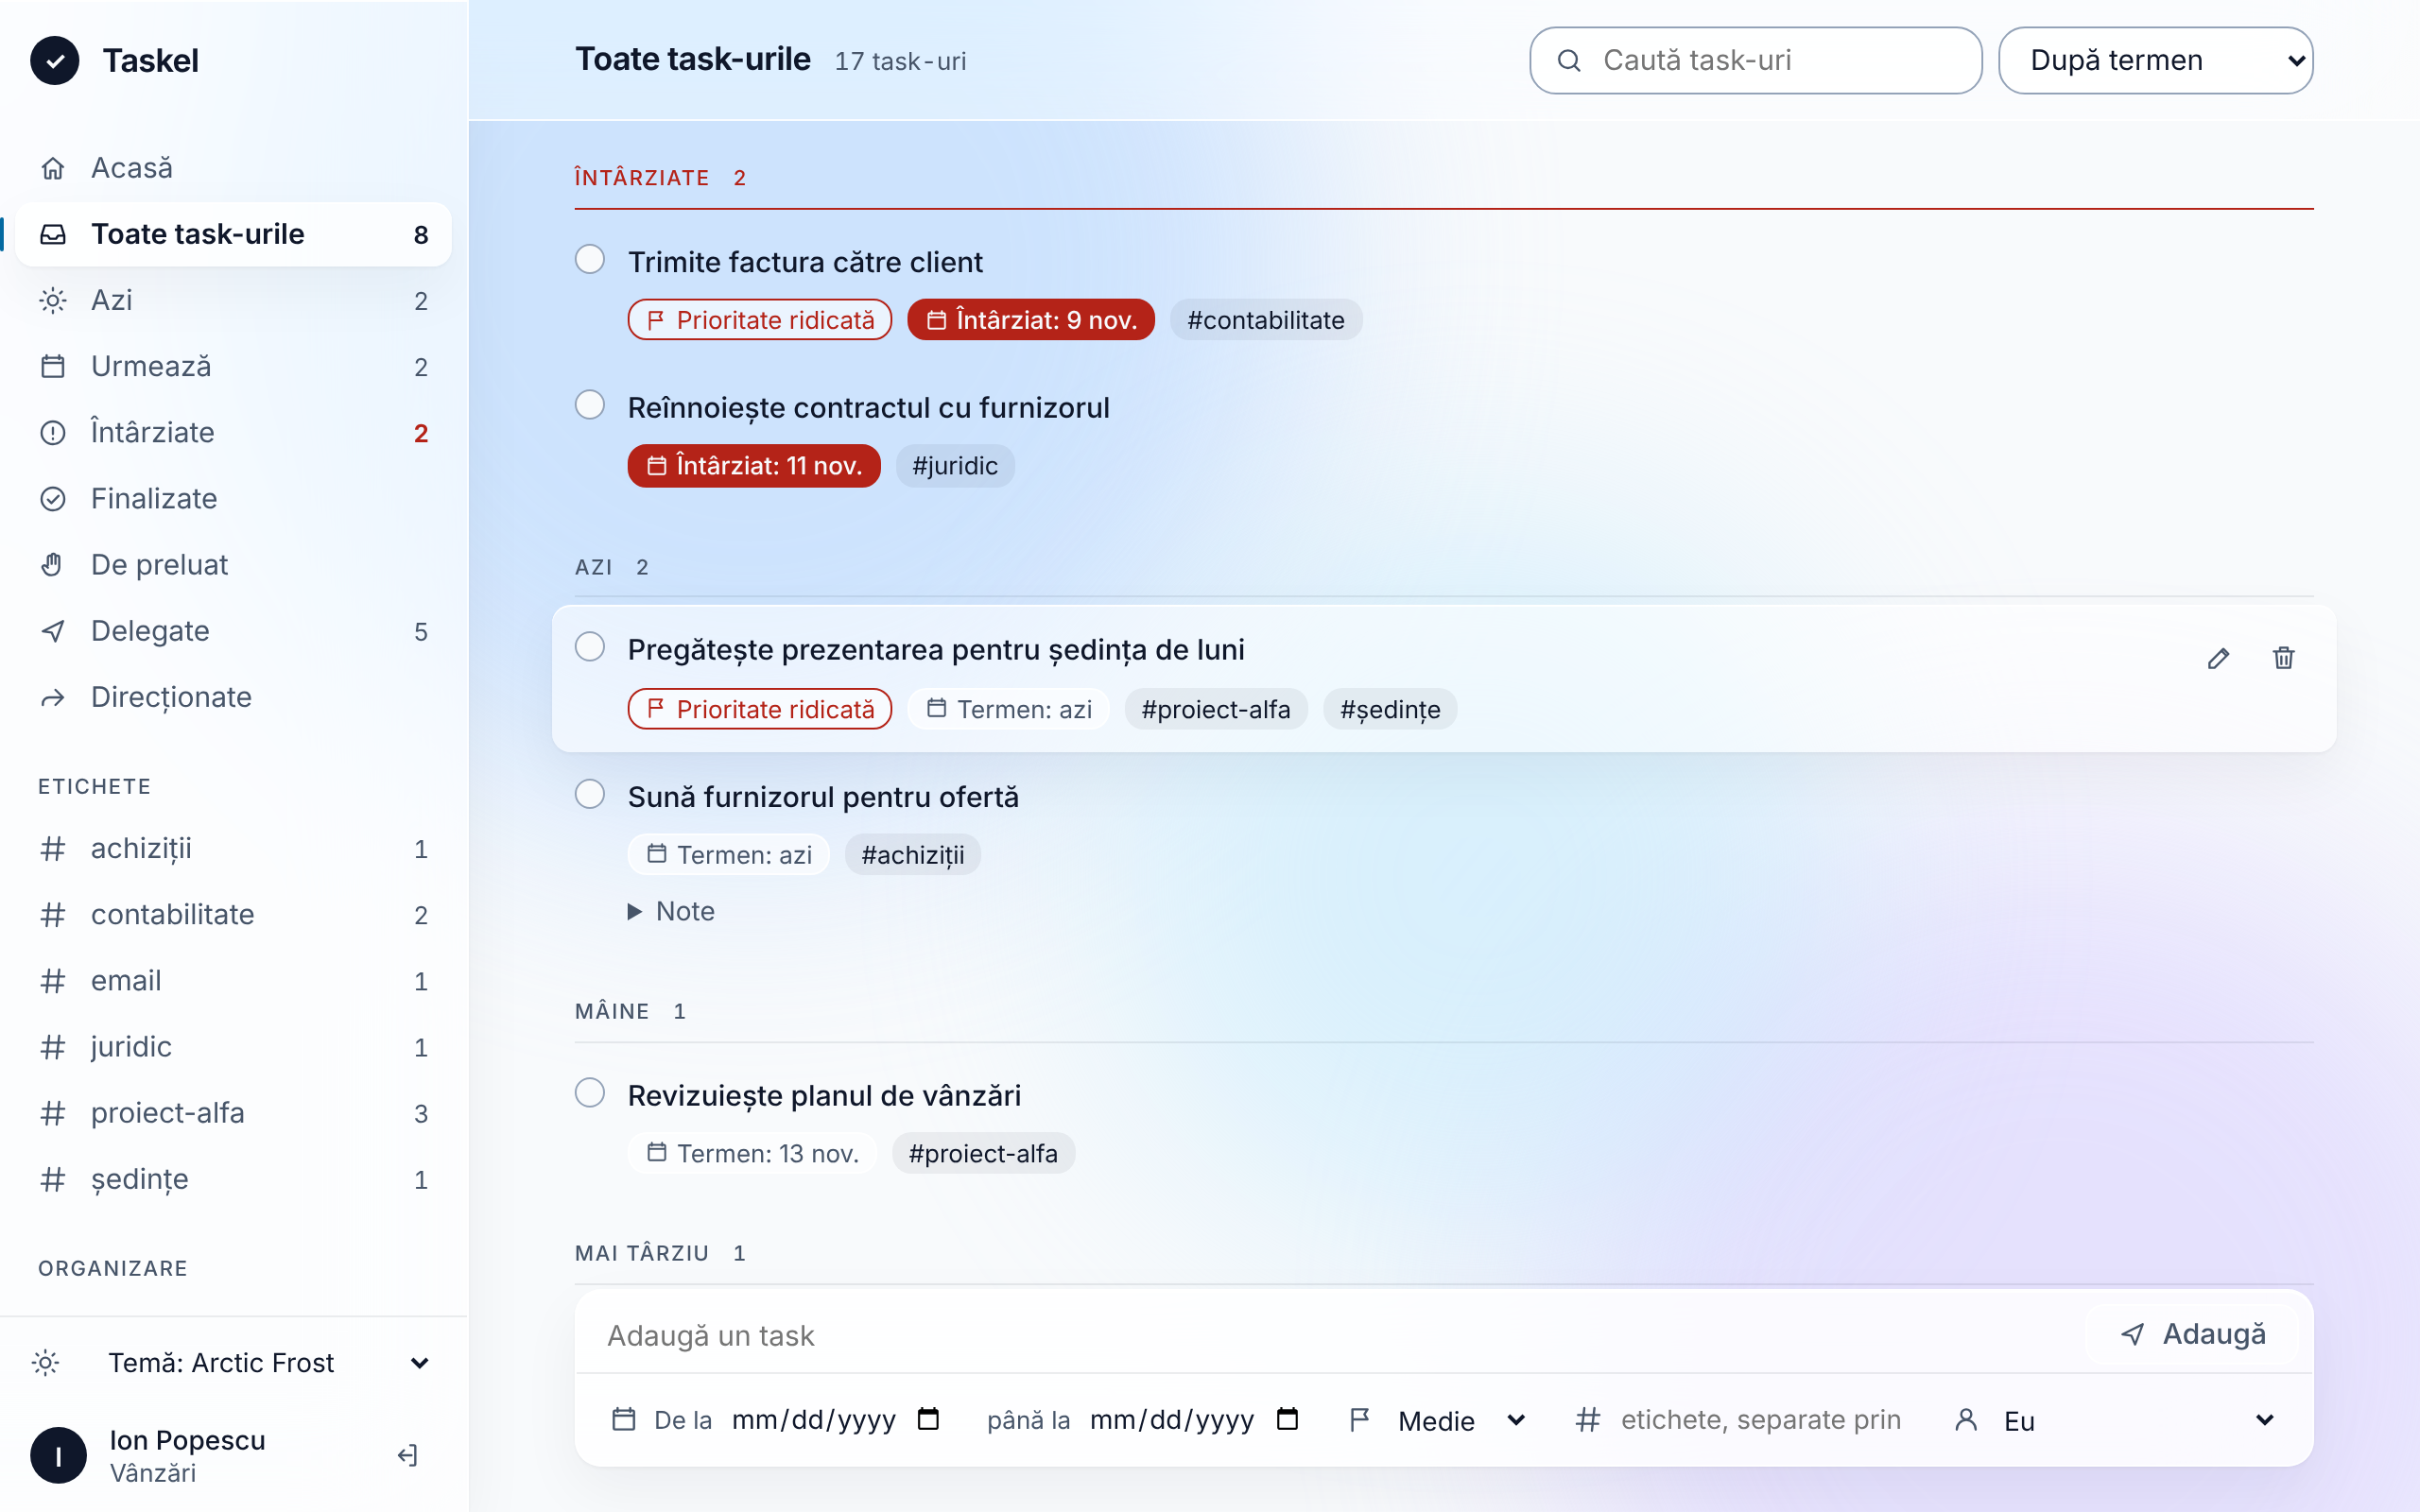 Taskel
Acasă
Toate task-urile 8
Azi 2
Urmează 2
Întârziate 2
Finalizate
De preluat
Delegate 5
Direcționate
ETICHETE
# achiziții 1
# contabilitate 2
# email 1
# juridic 1
# proiect-alfa 3
# ședințe 1
ORGANIZARE
Temă: Arctic Frost
I
Ion Popescu
Vânzări
Toate task-urile 17 task-uri
Caută task-uri
După termen
ÎNTÂRZIATE 2
Trimite factura către client
Prioritate ridicată Întârziat: 9 nov. #contabilitate
Reînnoiește contractul cu furnizorul
Întârziat: 11 nov. #juridic
AZI 2
Pregătește prezentarea pentru ședința de luni
Prioritate ridicată Termen: azi #proiect-alfa #ședințe
Sună furnizorul pentru ofertă
Termen: azi #achiziții
Note
MÂINE 1
Revizuiește planul de vânzări
Termen: 13 nov. #proiect-alfa
MAI TÂRZIU 1
Adaugă un task
Adaugă
De la mm/dd/yyyy până la mm/dd/yyyy Medie # etichete, separate prin Eu